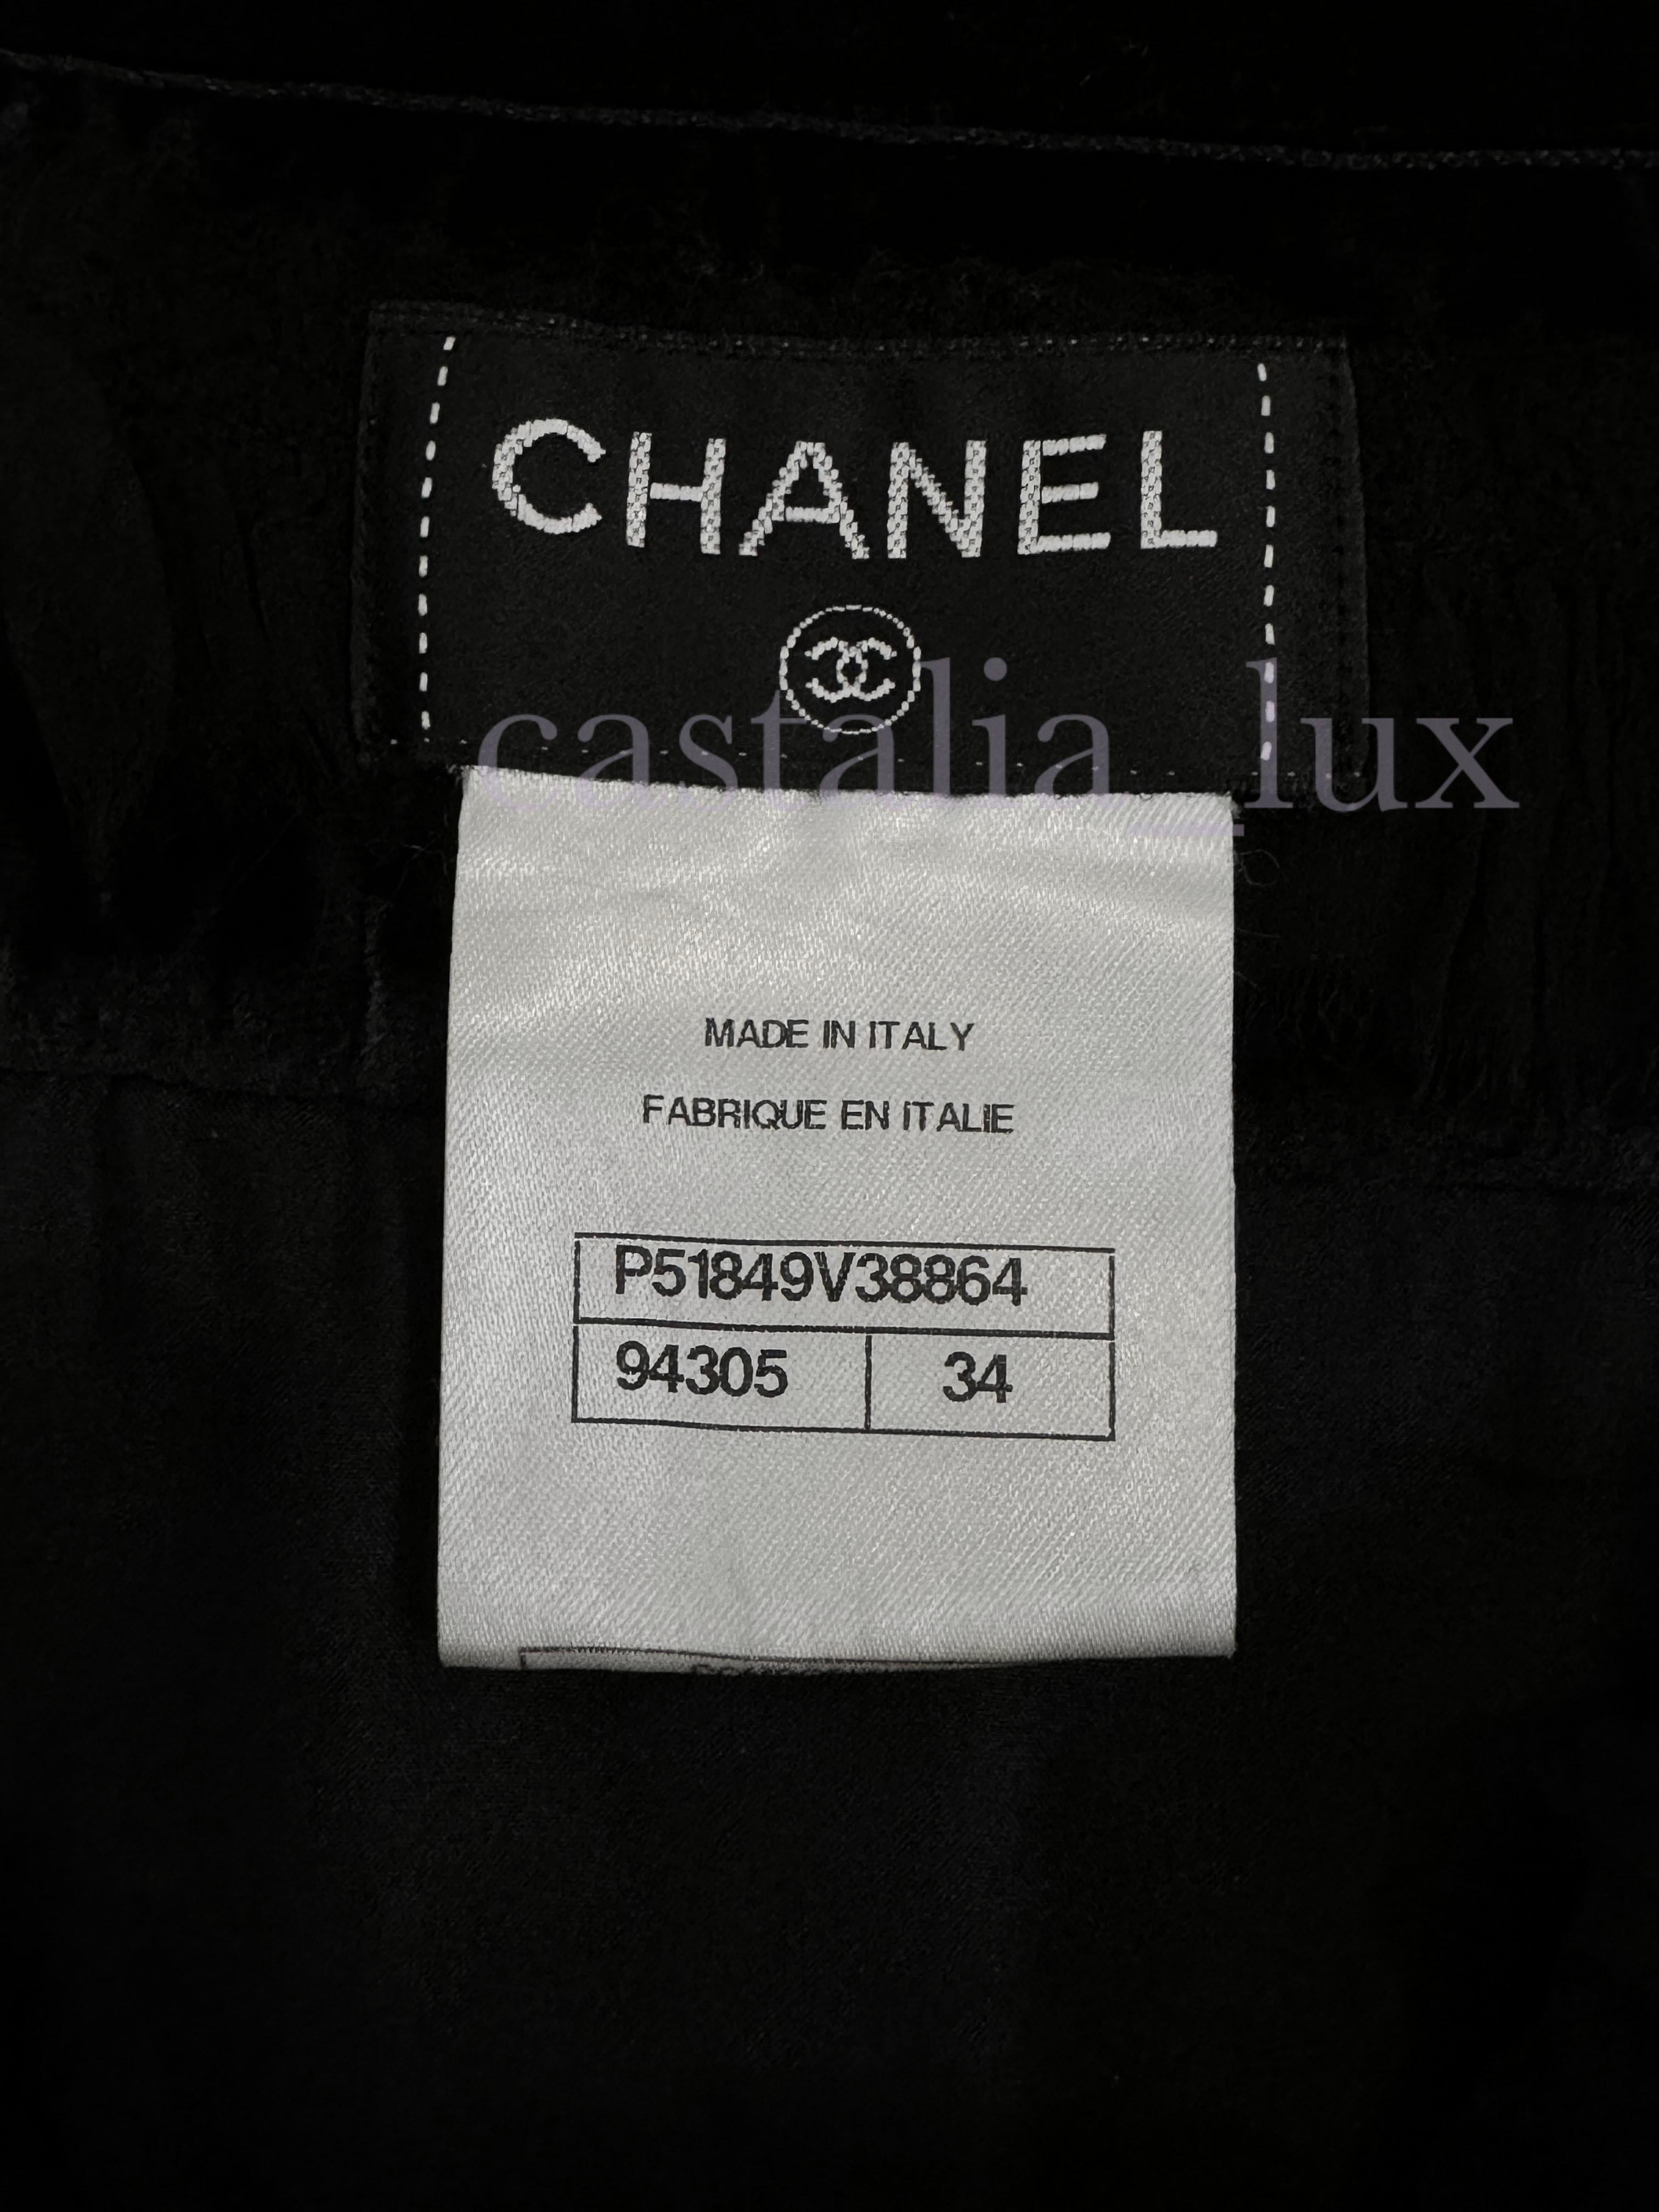 CHANEL
castalia_lux
MADE IN ITALY
FABRIQUE EN ITALIE
P51849V38864
94305 34